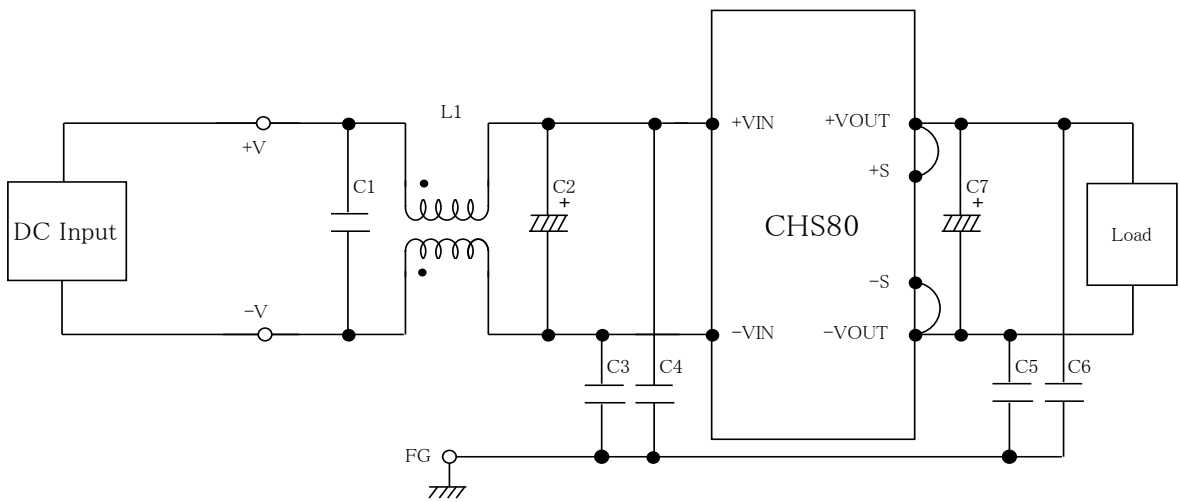 L1
+V
+VIN
+VOUT
+S
C1
C2
+
C7
+
DC Input
CHS80
Load
-S
-V
-VIN
-VOUT
C3
C4
C5
C6
FG